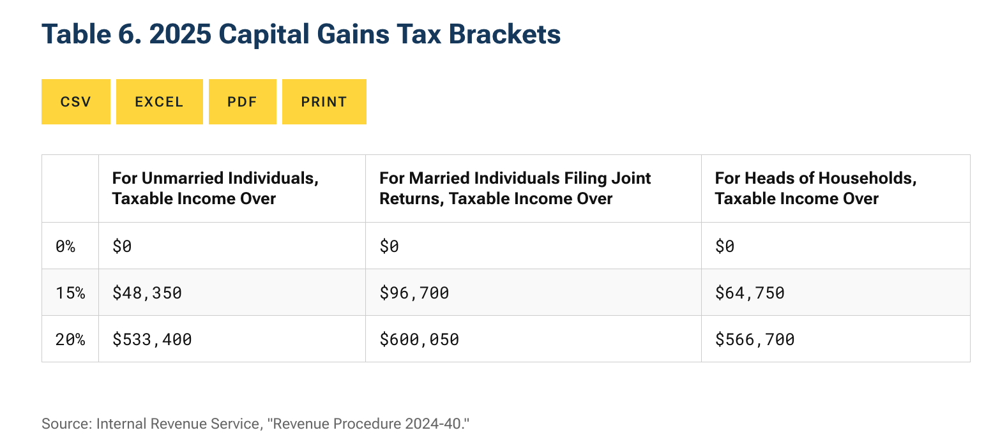 Table 6. 2025 Capital Gains Tax Brackets
CSV EXCEL PDF PRINT
For Unmarried Individuals, Taxable Income Over
For Married Individuals Filing Joint Returns, Taxable Income Over
For Heads of Households, Taxable Income Over
0% $0 $0 $0
15% $48,350 $96,700 $64,750
20% $533,400 $600,050 $566,700
Source: Internal Revenue Service, "Revenue Procedure 2024-40."